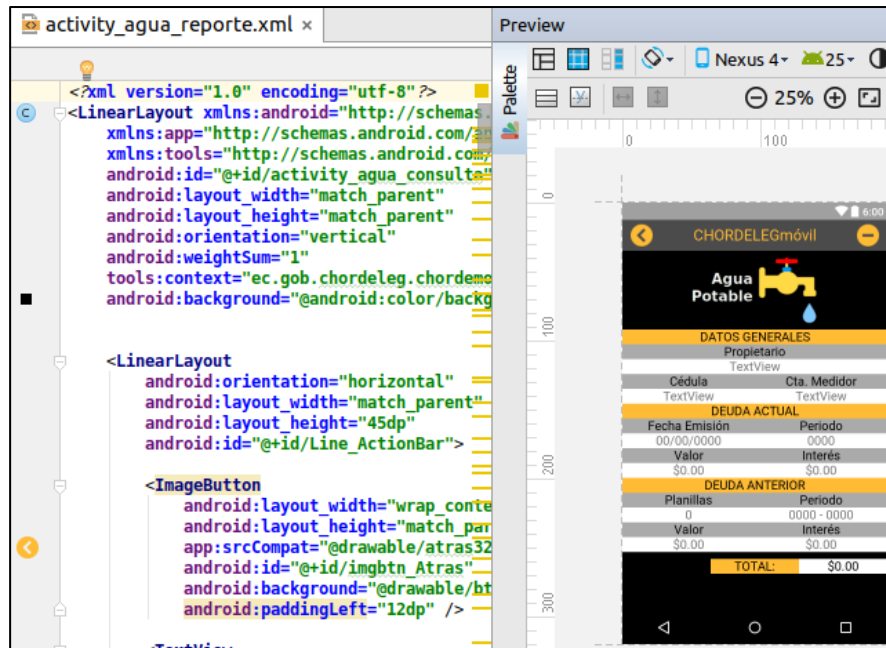 activity_agua_reporte.xml ×
<?xml version="1.0" encoding="utf-8"?>
<LinearLayout xmlns:android="http://schemas.
xmlns:app="http://schemas.android.com/
xmlns:tools="http://schemas.android.com/
android:id="@+id/activity_agua_consulta"
android:layout_width="match_parent"
android:layout_height="match_parent"
android:orientation="vertical"
android:weightSum="1"
tools:context="ec.gob.chordeleg.chordemo
android:background="@android:color/backg
<LinearLayout
android:orientation="horizontal"
android:layout_width="match_parent"
android:layout_height="45dp"
android:id="@+id/Line_ActionBar">
<ImageButton
android:layout_width="wrap_conte
android:layout_height="match_par
app:srcCompat="@drawable/atras32
android:id="@+id/imgbtn_Atras"
android:background="@drawable/bt
android:paddingLeft="12dp" />
<TextView
Preview
Palette
Nexus 4 25
25%
0 100
0
100
200
300
6:00
CHORDELEGmóvil
Agua
Potable
DATOS GENERALES
Propietario
TextView
Cédula Cta. Medidor
TextView TextView
DEUDA ACTUAL
Fecha Emisión Periodo
00/00/0000 0000
Valor Interés
$0.00 $0.00
DEUDA ANTERIOR
Planillas Periodo
0 0000 - 0000
Valor Interés
$0.00 $0.00
TOTAL: $0.00